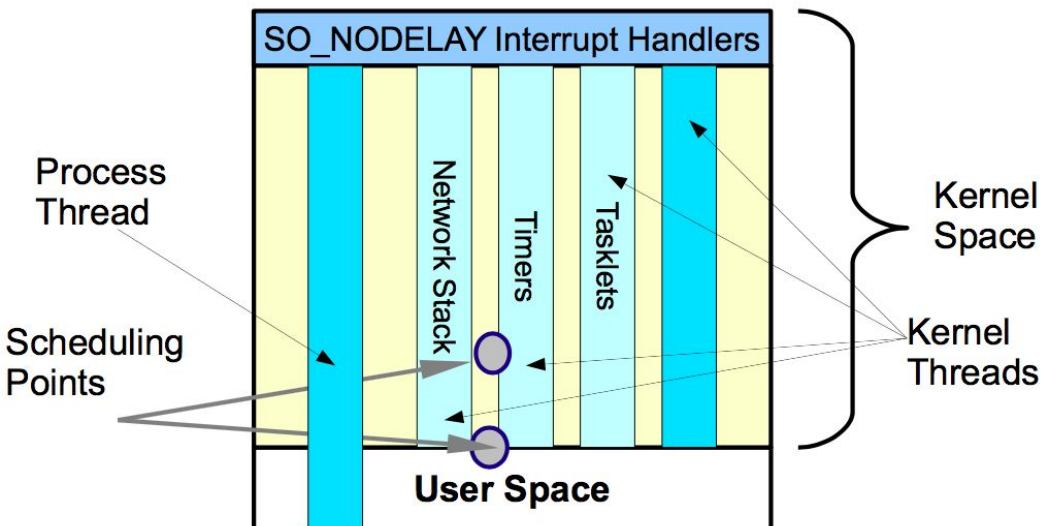 SO_NODELAY Interrupt Handlers
Process
Thread
Network Stack
Timers
Tasklets
Kernel
Space
Scheduling
Points
Kernel
Threads
User Space